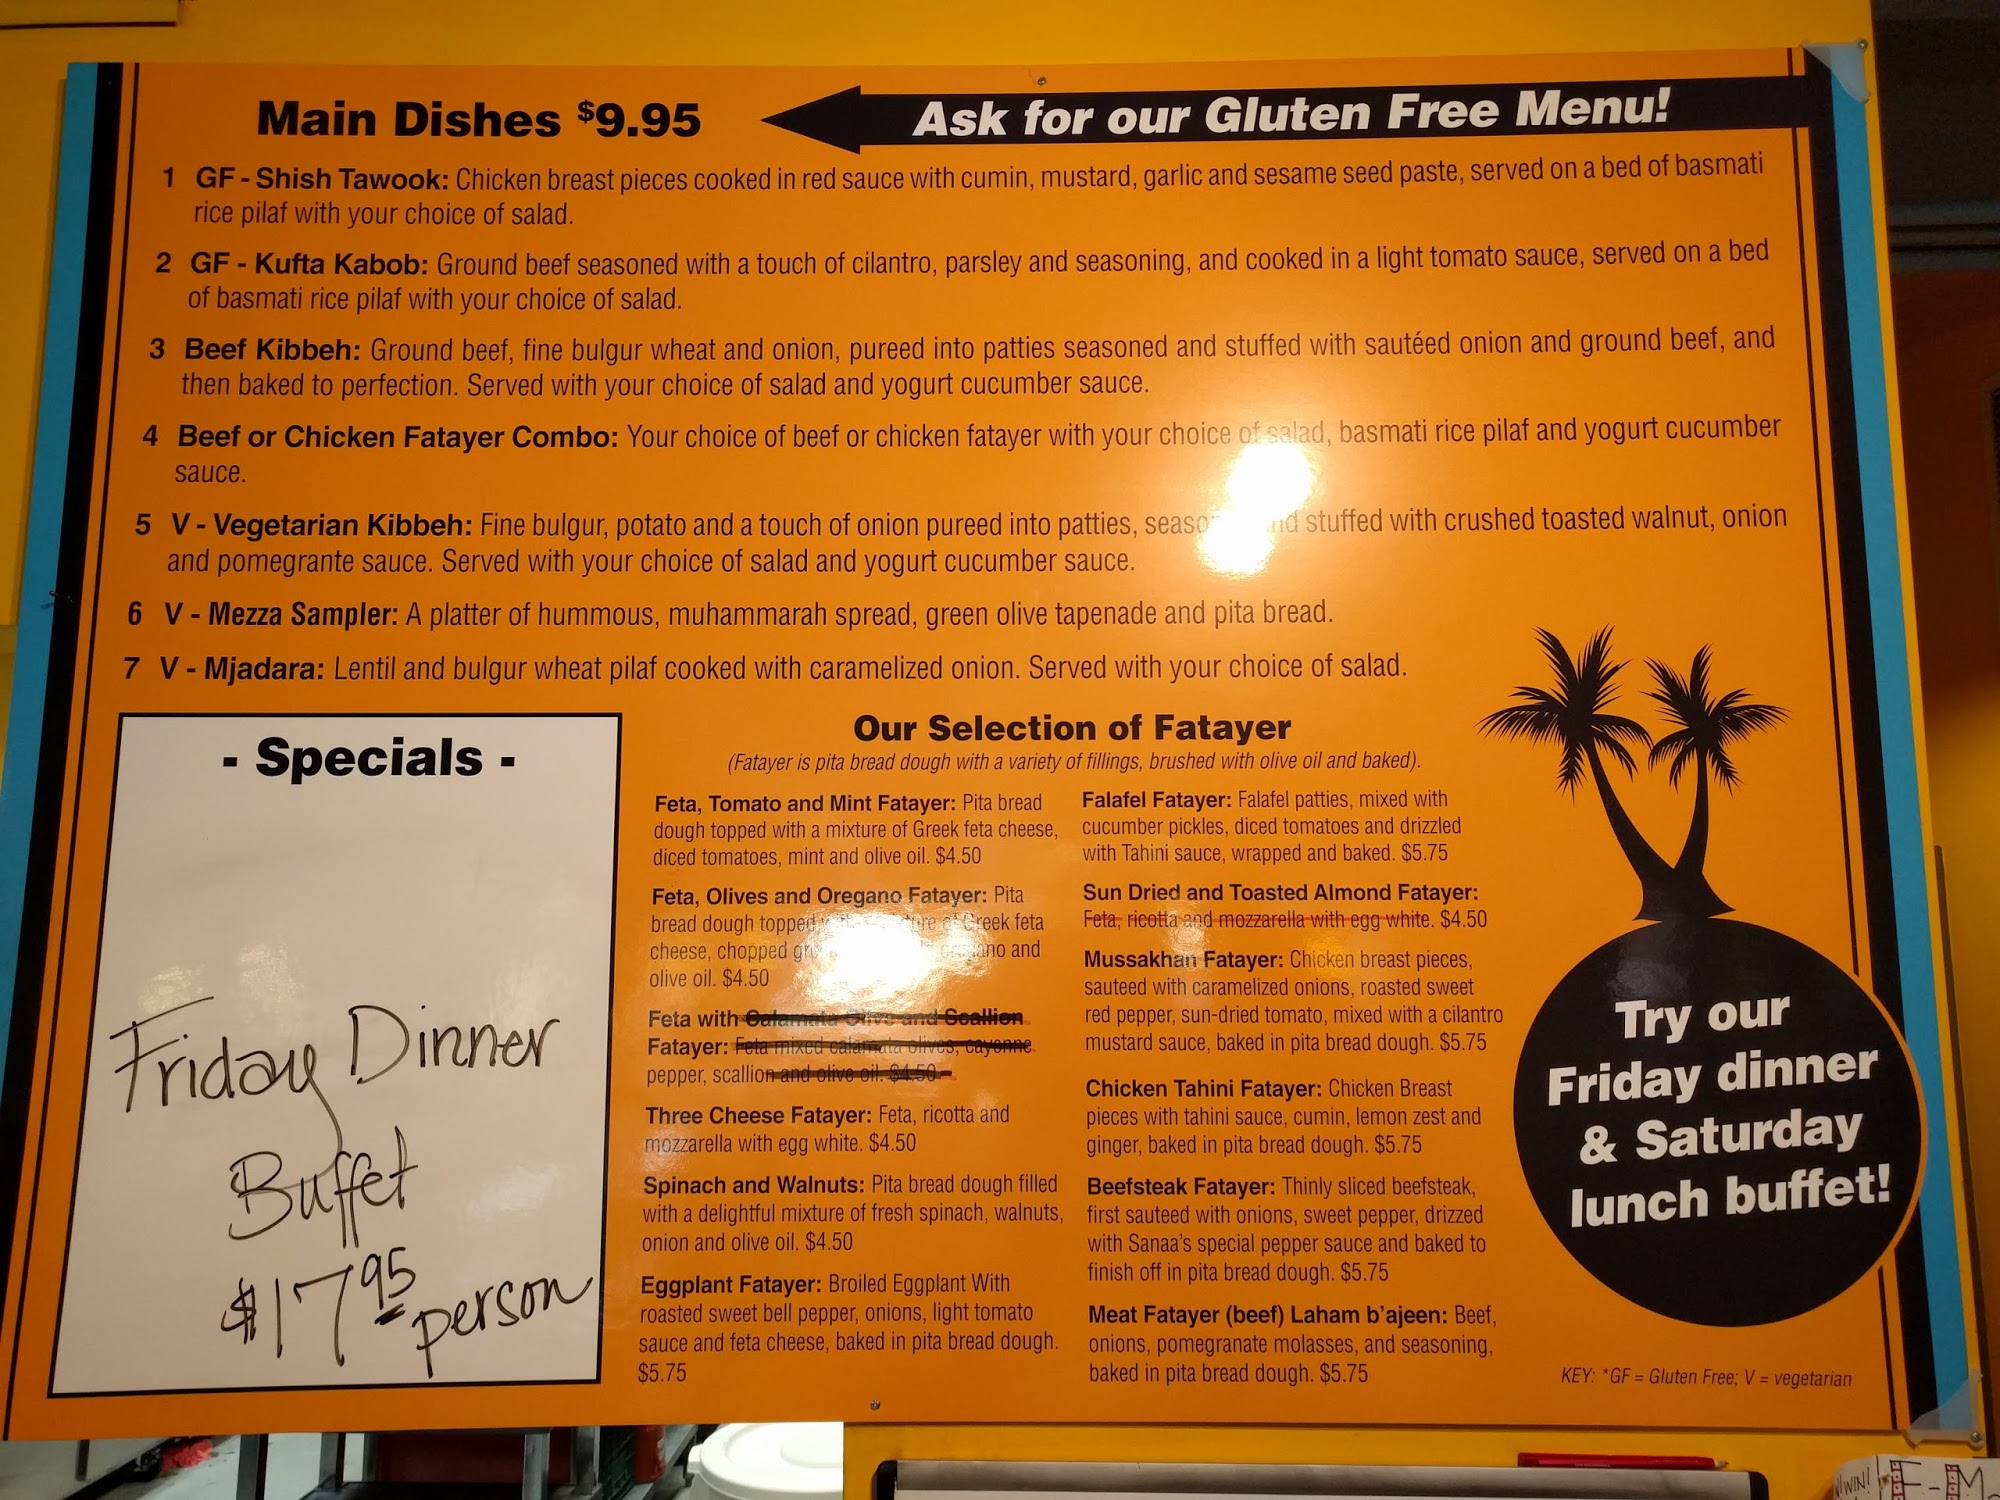 Main Dishes $9.95
Ask for our Gluten Free Menu!
1 GF - Shish Tawook: Chicken breast pieces cooked in red sauce with cumin, mustard, garlic and sesame seed paste, served on a bed of basmati
rice pilaf with your choice of salad.
2 GF - Kufta Kabob: Ground beef seasoned with a touch of cilantro, parsley and seasoning, and cooked in a light tomato sauce, served on a bed
of basmati rice pilaf with your choice of salad.
3 Beef Kibbeh: Ground beef, fine bulgur wheat and onion, pureed into patties seasoned and stuffed with sautéed onion and ground beef, and
then baked to perfection. Served with your choice of salad and yogurt cucumber sauce.
4 Beef or Chicken Fatayer Combo: Your choice of beef or chicken fatayer with your choice of salad, basmati rice pilaf and yogurt cucumber
sauce.
5 V - Vegetarian Kibbeh: Fine bulgur, potato and a touch of onion pureed into patties, stuffed with crushed toasted walnut, onion
and pomegrante sauce. Served with your choice of salad and yogurt cucumber sauce.
6 V - Mezza Sampler: A platter of hummous, muhammarah spread, green olive tapenade and pita bread.
7 V - Mjadara: Lentil and bulgur wheat pilaf cooked with caramelized onion. Served with your choice of salad.
- Specials -
Friday Dinner
Buffet
$17.95 person
Our Selection of Fatayer
(Fatayer is pita bread dough with a variety of fillings, brushed with olive oil and baked).
Feta, Tomato and Mint Fatayer: Pita bread
dough topped with a mixture of Greek feta cheese,
diced tomatoes, mint and olive oil. $4.50
Feta, Olives and Oregano Fatayer: Pita
bread dough topped Greek feta
cheese, chopped and
olive oil. $4.50
Feta with Calamata Olive and Scallion
Fatayer: Feta mixed calamata olives, cayenne
pepper, scallion and olive oil. $4.50
Three Cheese Fatayer: Feta, ricotta and
mozzarella with egg white. $4.50
Spinach and Walnuts: Pita bread dough filled
with a delightful mixture of fresh spinach, walnuts,
onion and olive oil. $4.50
Eggplant Fatayer: Broiled Eggplant With
roasted sweet bell pepper, onions, light tomato
sauce and feta cheese, baked in pita bread dough.
$5.75
Falafel Fatayer: Falafel patties, mixed with
cucumber pickles, diced tomatoes and drizzled
with Tahini sauce, wrapped and baked. $5.75
Sun Dried and Toasted Almond Fatayer:
Feta, ricotta and mozzarella with egg white. $4.50
Mussakhan Fatayer: Chicken breast pieces,
sauteed with caramelized onions, roasted sweet
red pepper, sun-dried tomato, mixed with a cilantro
mustard sauce, baked in pita bread dough. $5.75
Chicken Tahini Fatayer: Chicken Breast
pieces with tahini sauce, cumin, lemon zest and
ginger, baked in pita bread dough. $5.75
Beefsteak Fatayer: Thinly sliced beefsteak,
first sauteed with onions, sweet pepper, drizzed
with Sanaa's special pepper sauce and baked to
finish off in pita bread dough. $5.75
Meat Fatayer (beef) Laham b'ajeen: Beef,
onions, pomegranate molasses, and seasoning,
baked in pita bread dough. $5.75
Try our
Friday dinner
& Saturday
lunch buffet!
KEY: *GF = Gluten Free; V = vegetarian